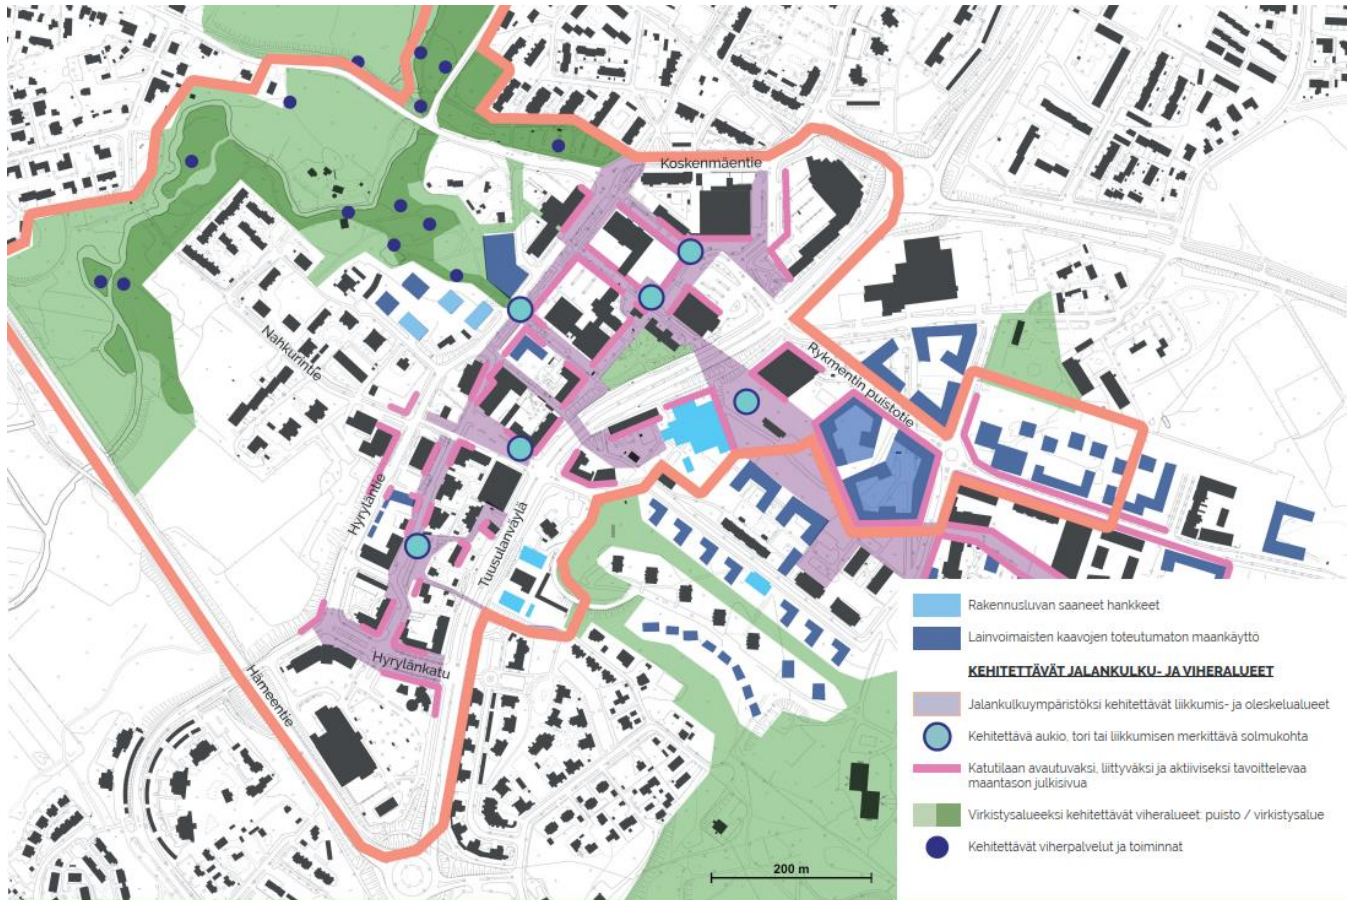 Koskenmäentie
Nahkurintie
Rykmentin puistotie
Hyryläntie
Tuusulanväylä
Hyrylänkatu
Hämeentie
Rakennusluvan saaneet hankkeet
Lainvoimaisten kaavojen toteutumaton maankäyttö
KEHITETTÄVÄT JALANKULKU- JA VIHERALUEET
Jalankulkuympäristöksi kehitettävät liikkumis- ja oleskelualueet
Kehitettävä aukio, tori tai liikkumisen merkittävä solmukohta
Katutilaan avautuvaksi, liittyväksi ja aktiiviseksi tavoittelevaa
maantason julkisivua
Virkistysalueeksi kehitettävät viheralueet: puisto / virkistysalue
Kehitettävät viherpalvelut ja toiminnat
200 m